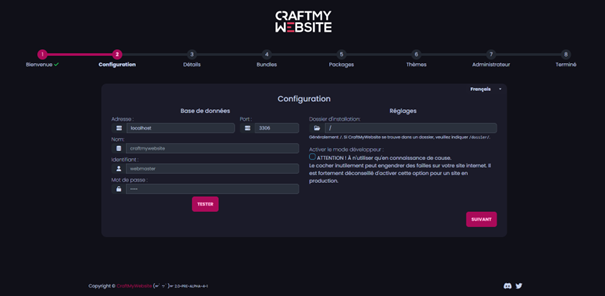 CRAFTMY
WEBSITE
1 2 3 4 5 6 7 8
Bienvenue Configuration Détails Bundles Packages Thèmes Administrateur Terminé
Français
Configuration
Base de données
Adresse : Port :
localhost 3306
Nom:
craftmywebsite
Identifiant :
webmaster
Mot de passe :
••••
TESTER
Réglages
Dossier d'installation:
/
Généralement /. Si CraftMyWebsite se trouve dans un dossier, veuillez indiquer /dossier/.
Activer le mode développeur :
ATTENTION ! À n'utiliser qu'en connaissance de cause.
Le cocher inutilement peut engendrer des failles sur votre site internet. Il
est fortement déconseillé d'activer cette option pour un site en
production.
SUIVANT
Copyright © CraftMyWebsite